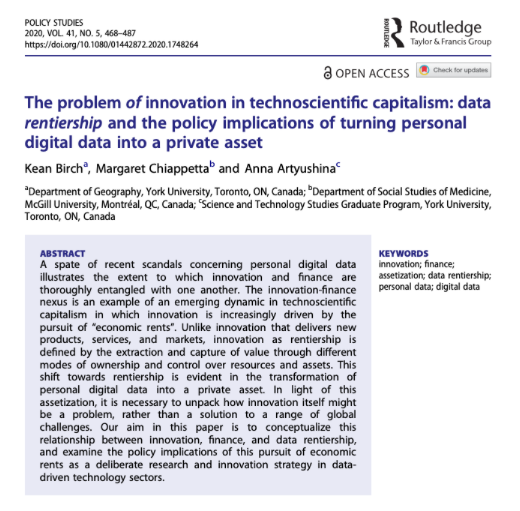 POLICY STUDIES
2020, VOL. 41, NO. 5, 468–487
https://doi.org/10.1080/01442872.2020.1748264
ROUTLEDGE
Routledge
Taylor & Francis Group
OPEN ACCESS
Check for updates
The problem of innovation in technoscientific capitalism: data
rentiership and the policy implications of turning personal
digital data into a private asset
Kean Birchᵃ, Margaret Chiappettaᵇ and Anna Artyushinaᶜ
ᵃDepartment of Geography, York University, Toronto, ON, Canada; ᵇDepartment of Social Studies of Medicine,
McGill University, Montréal, QC, Canada; ᶜScience and Technology Studies Graduate Program, York University,
Toronto, ON, Canada
ABSTRACT
A spate of recent scandals concerning personal digital data
illustrates the extent to which innovation and finance are
thoroughly entangled with one another. The innovation-finance
nexus is an example of an emerging dynamic in technoscientific
capitalism in which innovation is increasingly driven by the
pursuit of “economic rents”. Unlike innovation that delivers new
products, services, and markets, innovation as rentiership is
defined by the extraction and capture of value through different
modes of ownership and control over resources and assets. This
shift towards rentiership is evident in the transformation of
personal digital data into a private asset. In light of this
assetization, it is necessary to unpack how innovation itself might
be a problem, rather than a solution to a range of global
challenges. Our aim in this paper is to conceptualize this
relationship between innovation, finance, and data rentiership,
and examine the policy implications of this pursuit of economic
rents as a deliberate research and innovation strategy in data-
driven technology sectors.
KEYWORDS
innovation; finance;
assetization; data rentiership;
personal data; digital data